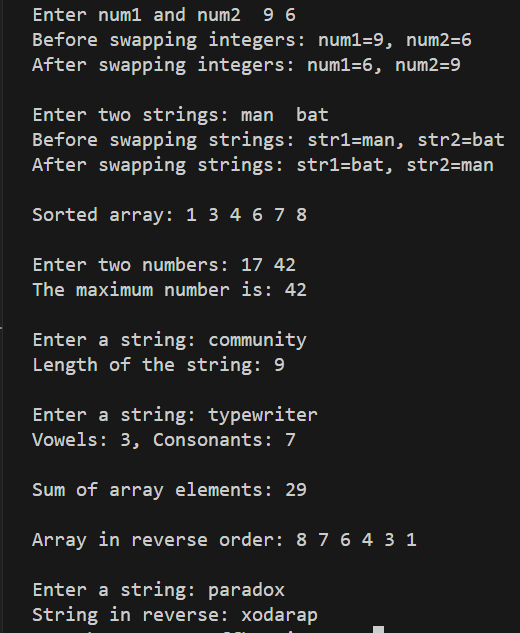 Enter num1 and num2  9 6
Before swapping integers: num1=9, num2=6
After swapping integers: num1=6, num2=9
Enter two strings: man  bat
Before swapping strings: str1=man, str2=bat
After swapping strings: str1=bat, str2=man
Sorted array: 1 3 4 6 7 8
Enter two numbers: 17 42
The maximum number is: 42
Enter a string: community
Length of the string: 9
Enter a string: typewriter
Vowels: 3, Consonants: 7
Sum of array elements: 29
Array in reverse order: 8 7 6 4 3 1
Enter a string: paradox
String in reverse: xodarap